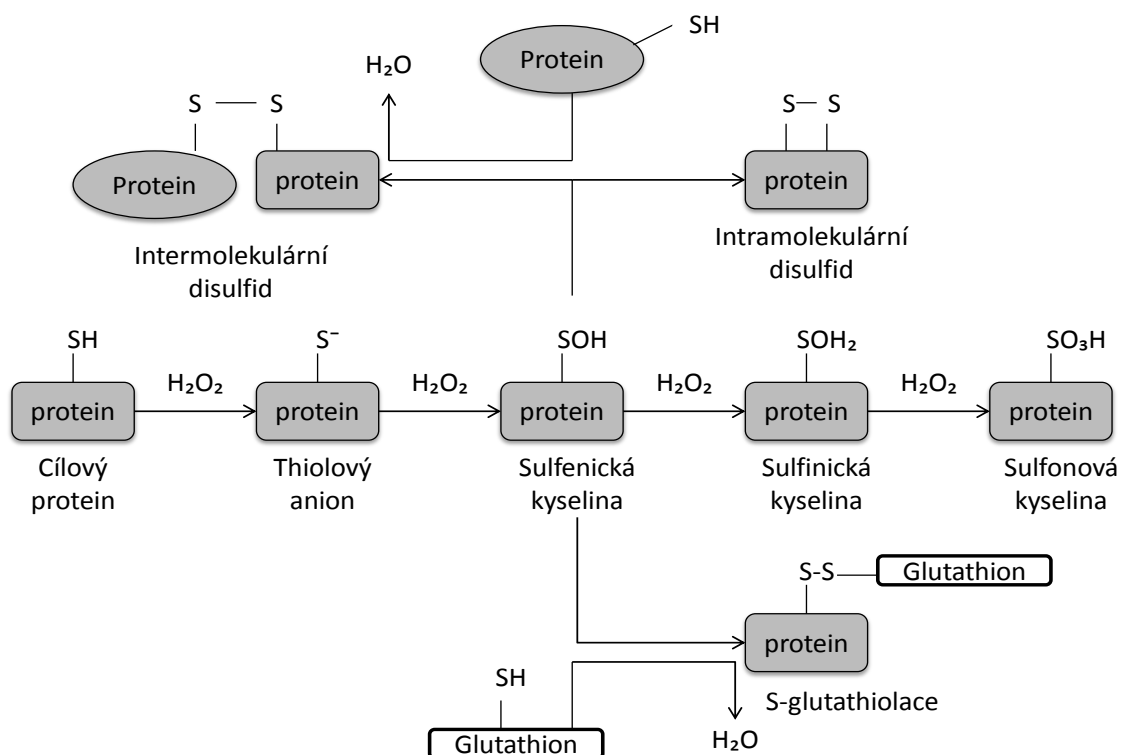 SH
Protein
H₂O
S — S
S – S
Protein
protein
protein
Intermolekulární
disulfid
Intramolekulární
disulfid
SH
S⁻
SOH
SOH₂
SO₃H
protein
H₂O₂
protein
H₂O₂
protein
H₂O₂
protein
H₂O₂
protein
Cílový
protein
Thiolový
anion
Sulfenická
kyselina
Sulfinická
kyselina
Sulfonová
kyselina
S-S
Glutathion
protein
SH
S-glutathiolace
Glutathion
H₂O